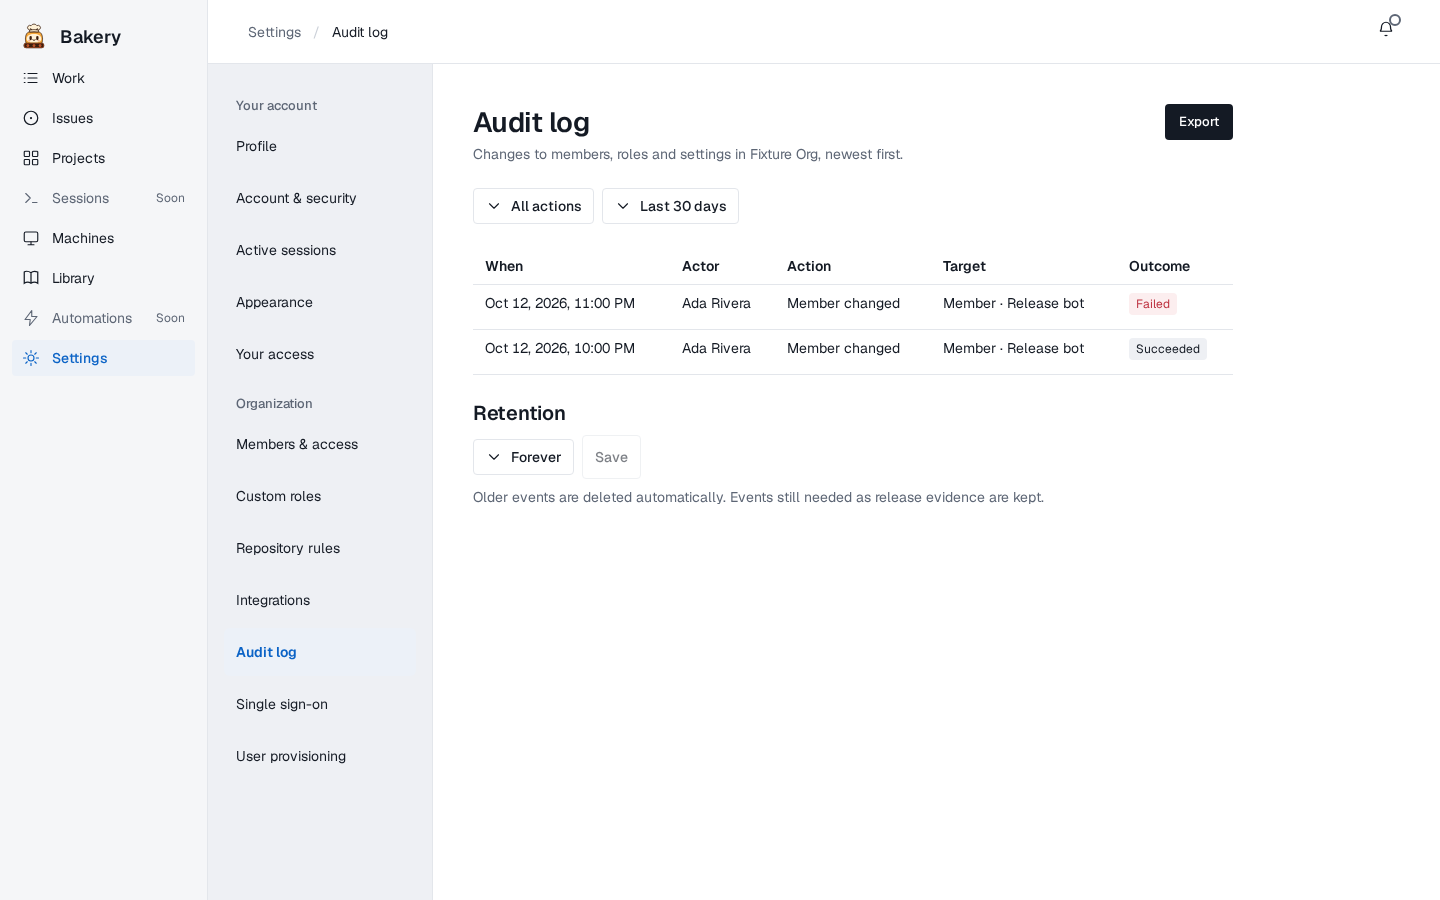 Bakery
Work
Issues
Projects
Sessions Soon
Machines
Library
Automations Soon
Settings
Settings / Audit log
Your account
Profile
Account & security
Active sessions
Appearance
Your access
Organization
Members & access
Custom roles
Repository rules
Integrations
Audit log
Single sign-on
User provisioning
Audit log
Export
Changes to members, roles and settings in Fixture Org, newest first.
All actions Last 30 days
When Actor Action Target Outcome
Oct 12, 2026, 11:00 PM Ada Rivera Member changed Member · Release bot Failed
Oct 12, 2026, 10:00 PM Ada Rivera Member changed Member · Release bot Succeeded
Retention
Forever Save
Older events are deleted automatically. Events still needed as release evidence are kept.